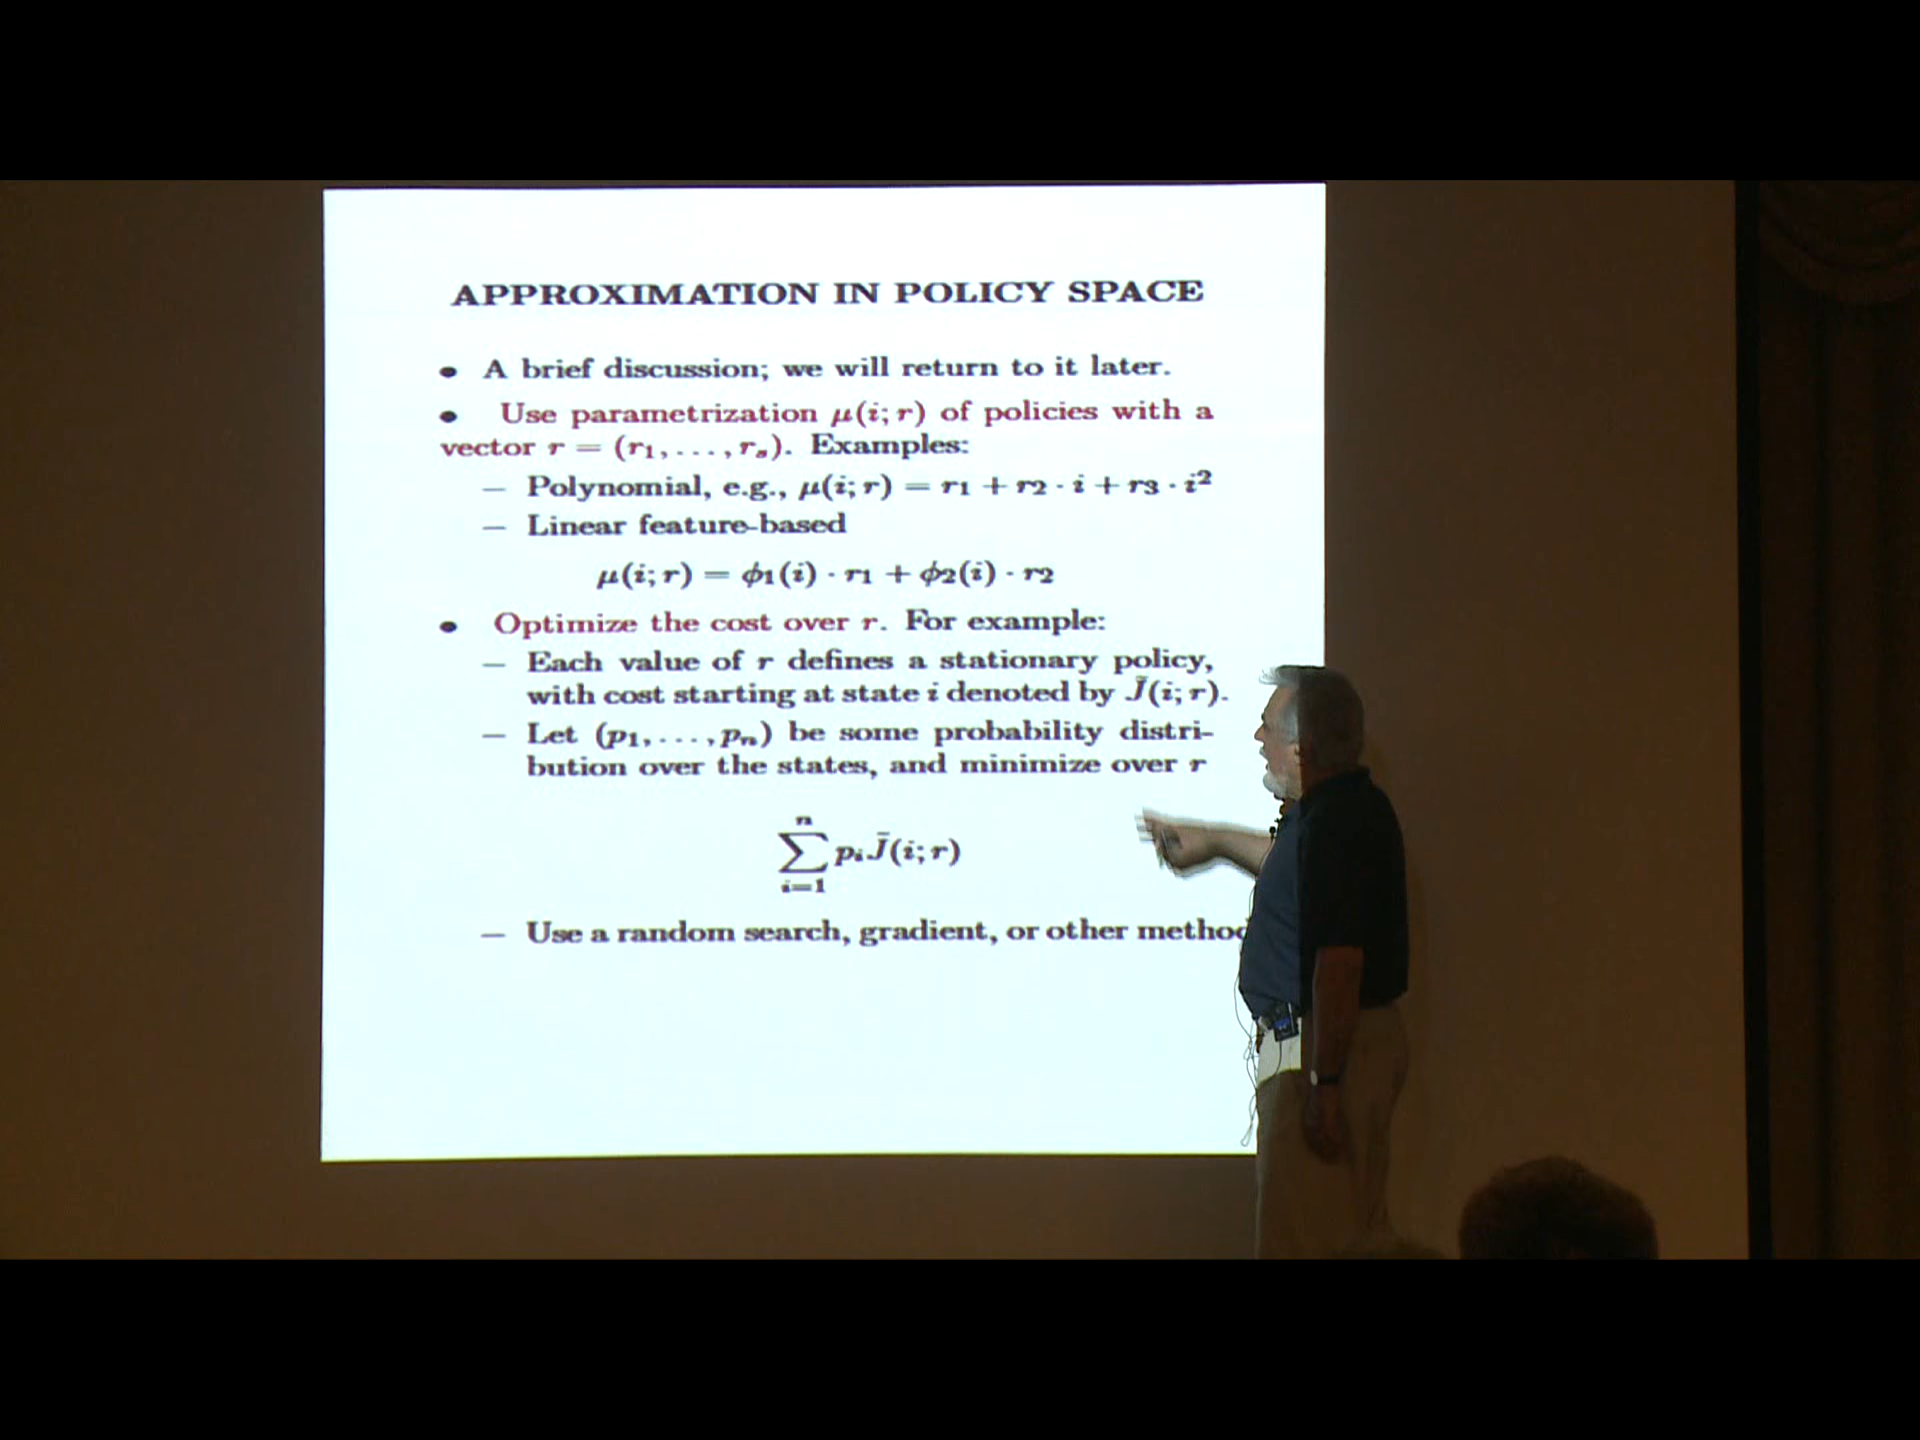 APPROXIMATION IN POLICY SPACE
• A brief discussion; we will return to it later.
• Use parametrization μ(i; r) of policies with a
vector r = (r₁, . . . , rₛ). Examples:
– Polynomial, e.g., μ(i; r) = r₁ + r₂ · i + r₃ · i²
– Linear feature-based
μ(i; r) = ϕ₁(i) · r₁ + ϕ₂(i) · r₂
• Optimize the cost over r. For example:
– Each value of r defines a stationary policy,
with cost starting at state i denoted by J̃(i; r).
– Let (p₁, . . . , pₙ) be some probability distri-
bution over the states, and minimize over r
n
∑ pᵢJ̃(i; r)
i=1
– Use a random search, gradient, or other